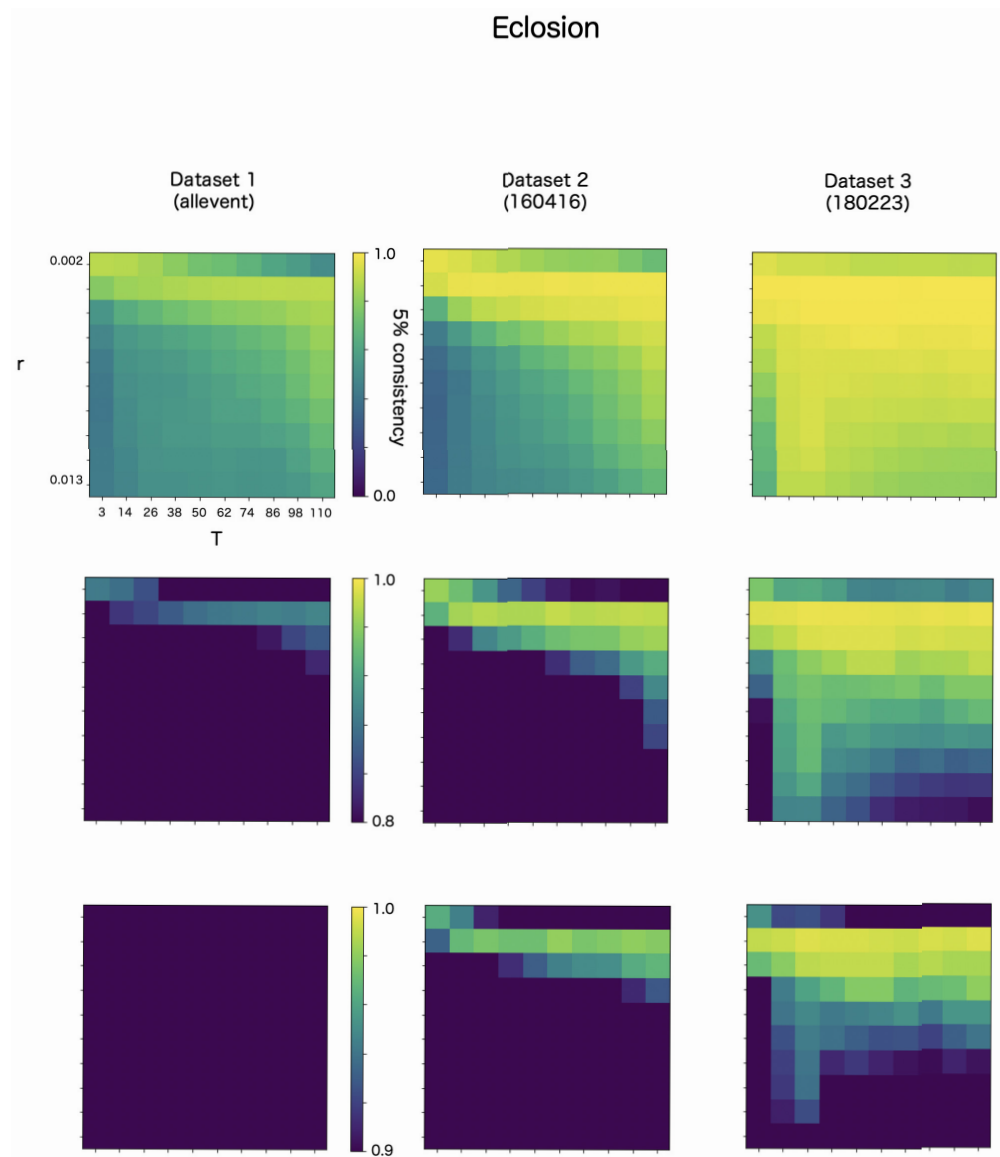 Eclosion
Dataset 1
(allevent)
Dataset 2
(160416)
Dataset 3
(180223)
0.002
r
0.013
3 14 26 38 50 62 74 86 98 110
T
1.0
5% consistency
0.0
1.0
0.8
1.0
0.9